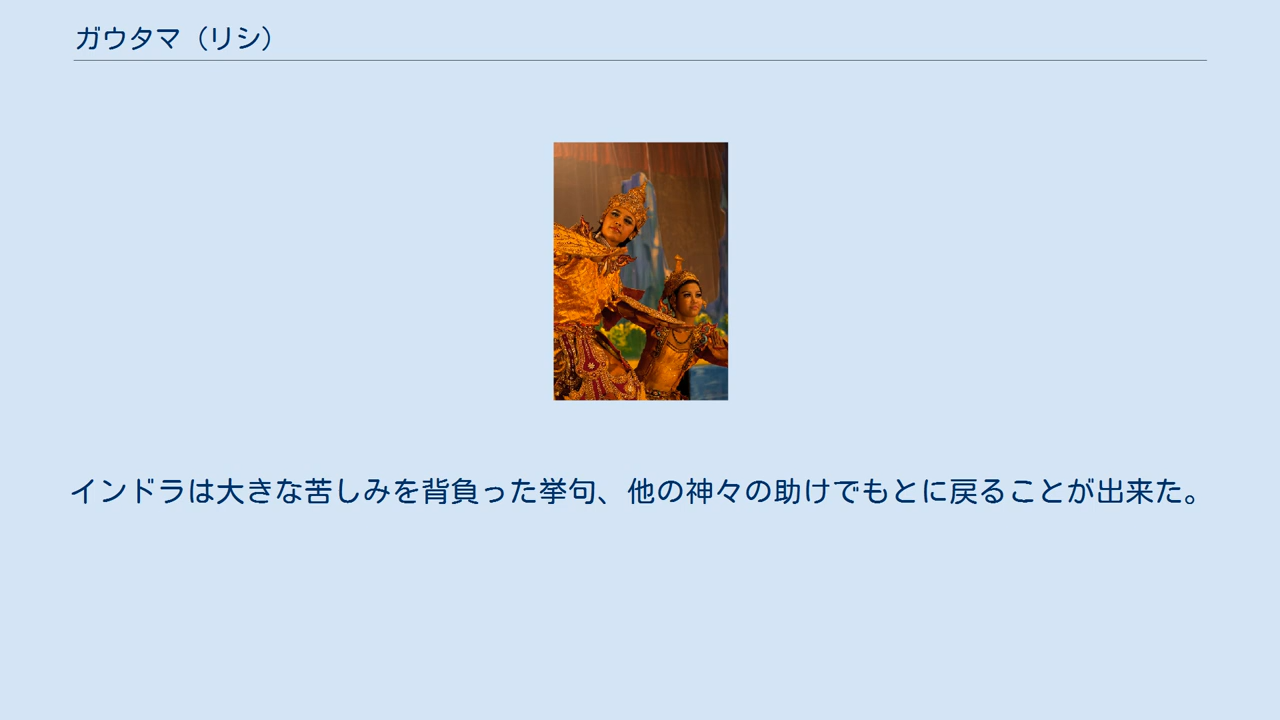 ガウタマ（リシ）
インドラは大きな苦しみを背負った挙句、他の神々の助けでもとに戻ることが出来た。